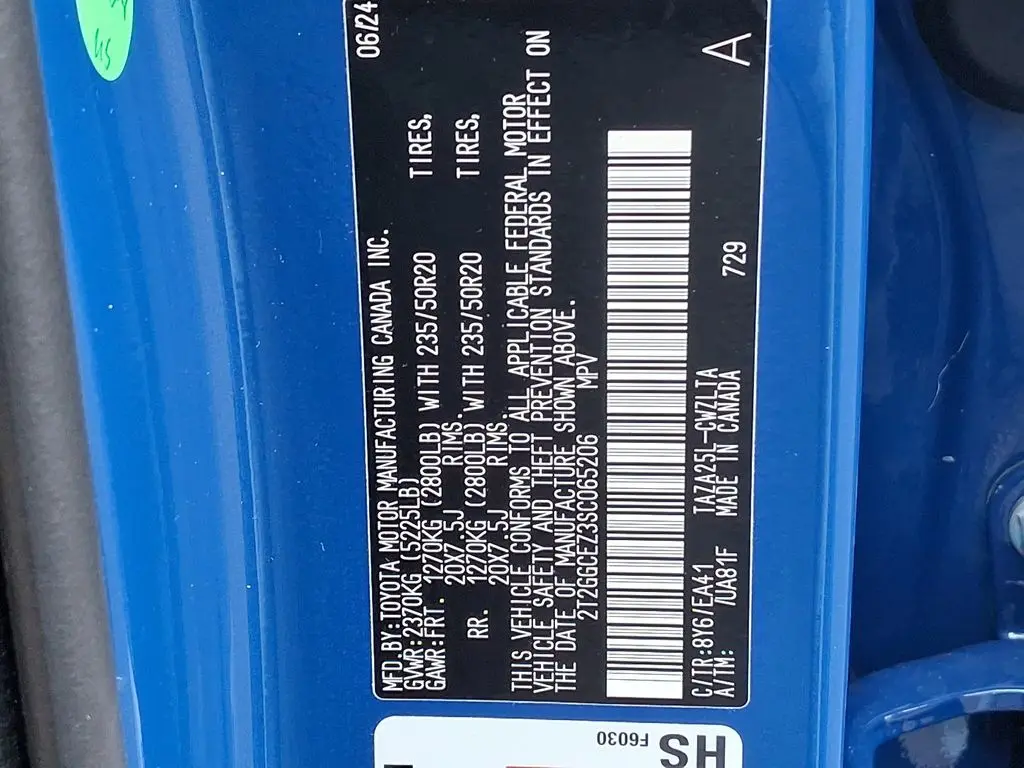 MFD.BY:TOYOTA MOTOR MANUFACTURING CANADA INC. 06/24
GVWR:2370KG (5225LB)
GAWR:FRT. 1270KG (2800LB) WITH 235/50R20 TIRES,
20X7.5J RIMS.
RR. 1270KG (2800LB) WITH 235/50R20 TIRES,
20X7.5J RIMS.
THIS VEHICLE CONFORMS TO ALL APPLICABLE FEDERAL MOTOR
VEHICLE SAFETY AND THEFT PREVENTION STANDARDS IN EFFECT ON
THE DATE OF MANUFACTURE SHOWN ABOVE.
2T2GGCEZ3SC065206 MPV
C/TR:8Y6/EA41 TAZA25L-CWZLTA 729 A
A/TM: /UA81F MADE IN CANADA
HS
F6030